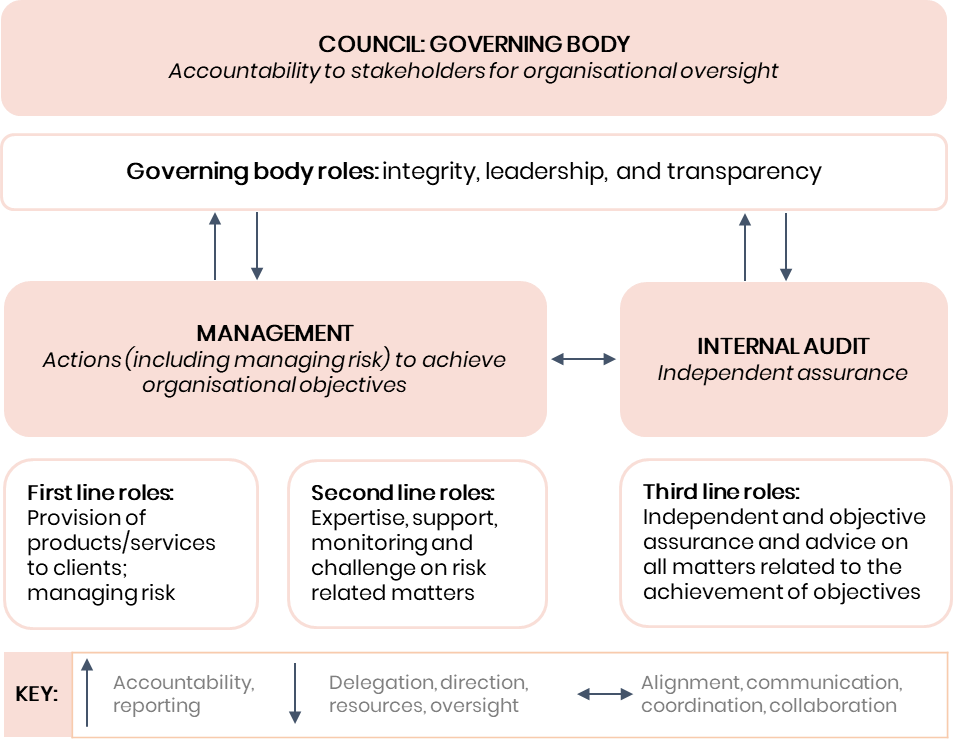 COUNCIL: GOVERNING BODY
Accountability to stakeholders for organisational oversight
Governing body roles: integrity, leadership, and transparency
MANAGEMENT
Actions (including managing risk) to achieve
organisational objectives
INTERNAL AUDIT
Independent assurance
First line roles:
Provision of
products/services
to clients;
managing risk
Second line roles:
Expertise, support,
monitoring and
challenge on risk
related matters
Third line roles:
Independent and objective
assurance and advice on
all matters related to the
achievement of objectives
KEY:
Accountability,
reporting
Delegation, direction,
resources, oversight
Alignment, communication,
coordination, collaboration